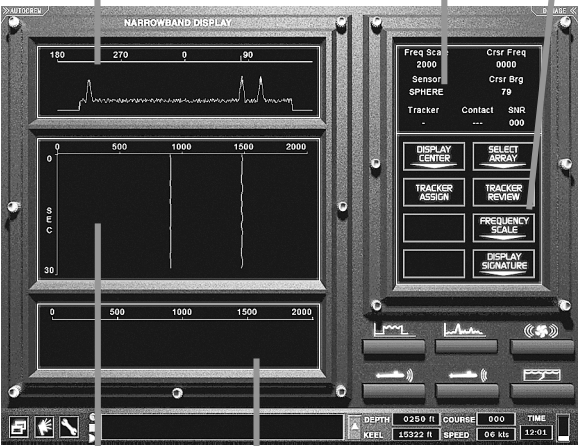 AUTOCREW
NARROWBAND DISPLAY
180 270 0 90
0 500 1000 1500 2000
0
SEC
30
0 500 1000 1500 2000
Freq Crsr Freq
2000 0000
Sensor Crsr Brg
SPHERE 79
Tracker Contact SNR
- --- 000
DISPLAY CENTER
SELECT ARRAY
TRACKER ASSIGN
TRACKER REVIEW
FREQUENCY SCALE
DISPLAY SIGNATURE
DEPTH 0250 ft COURSE 000 TIME
KEEL 15322 ft SPEED 06 kts 12:01